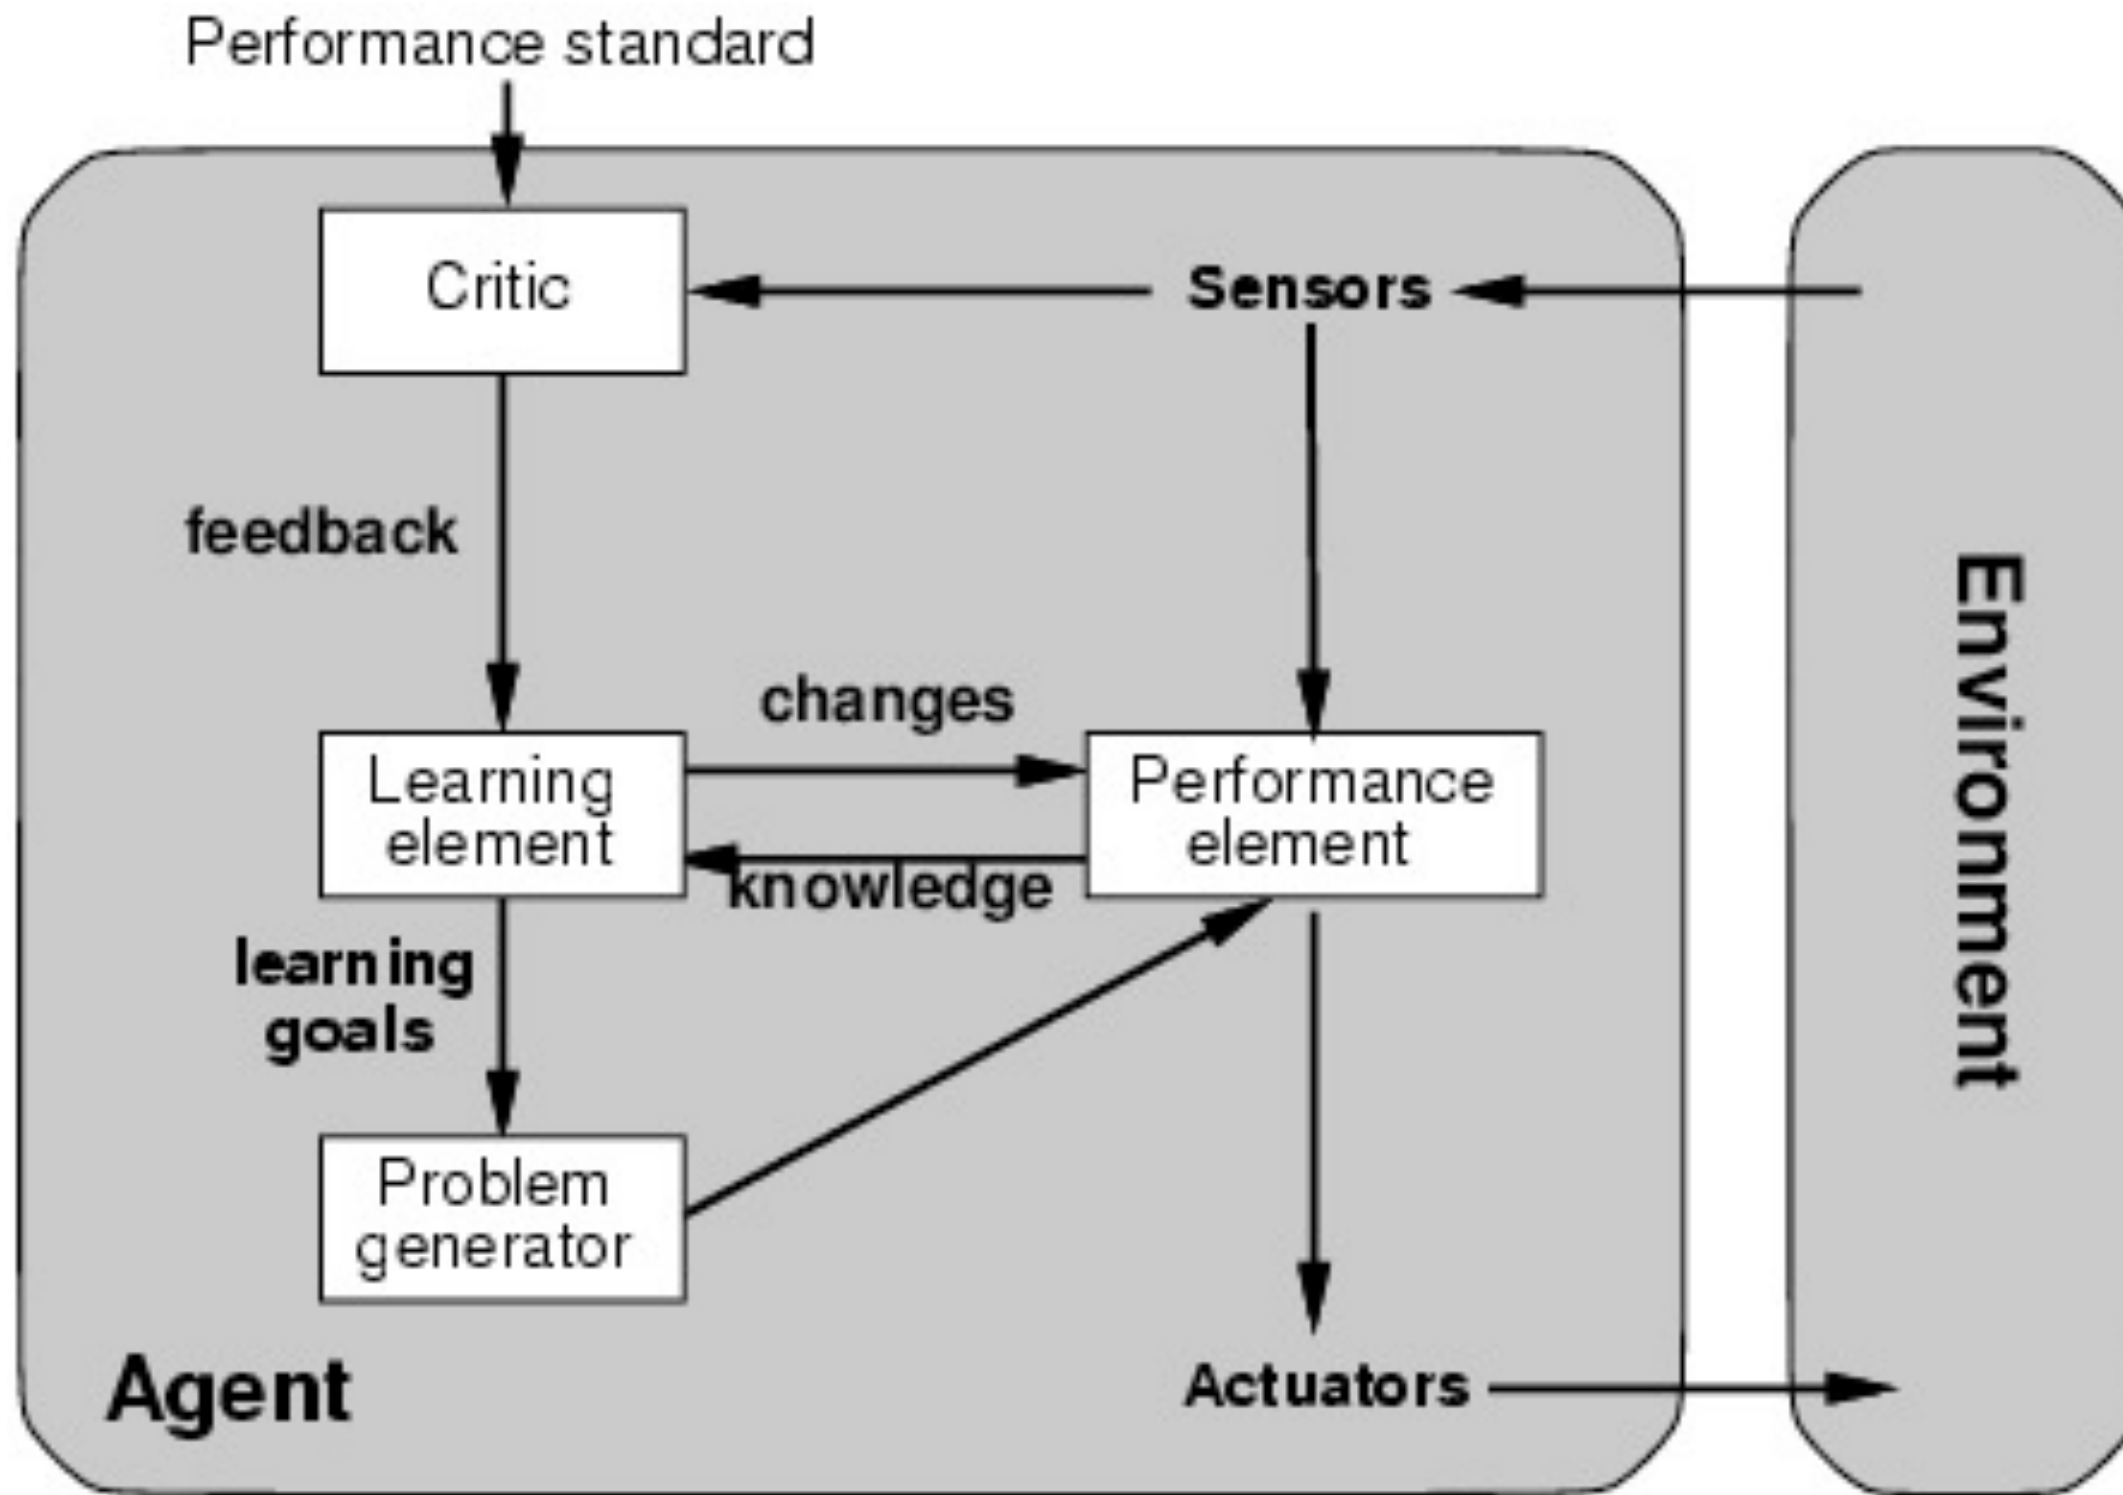 Performance standard
Critic
Sensors
feedback
changes
Learning
element
Performance
element
knowledge
learning
goals
Problem
generator
Agent
Actuators
Environment